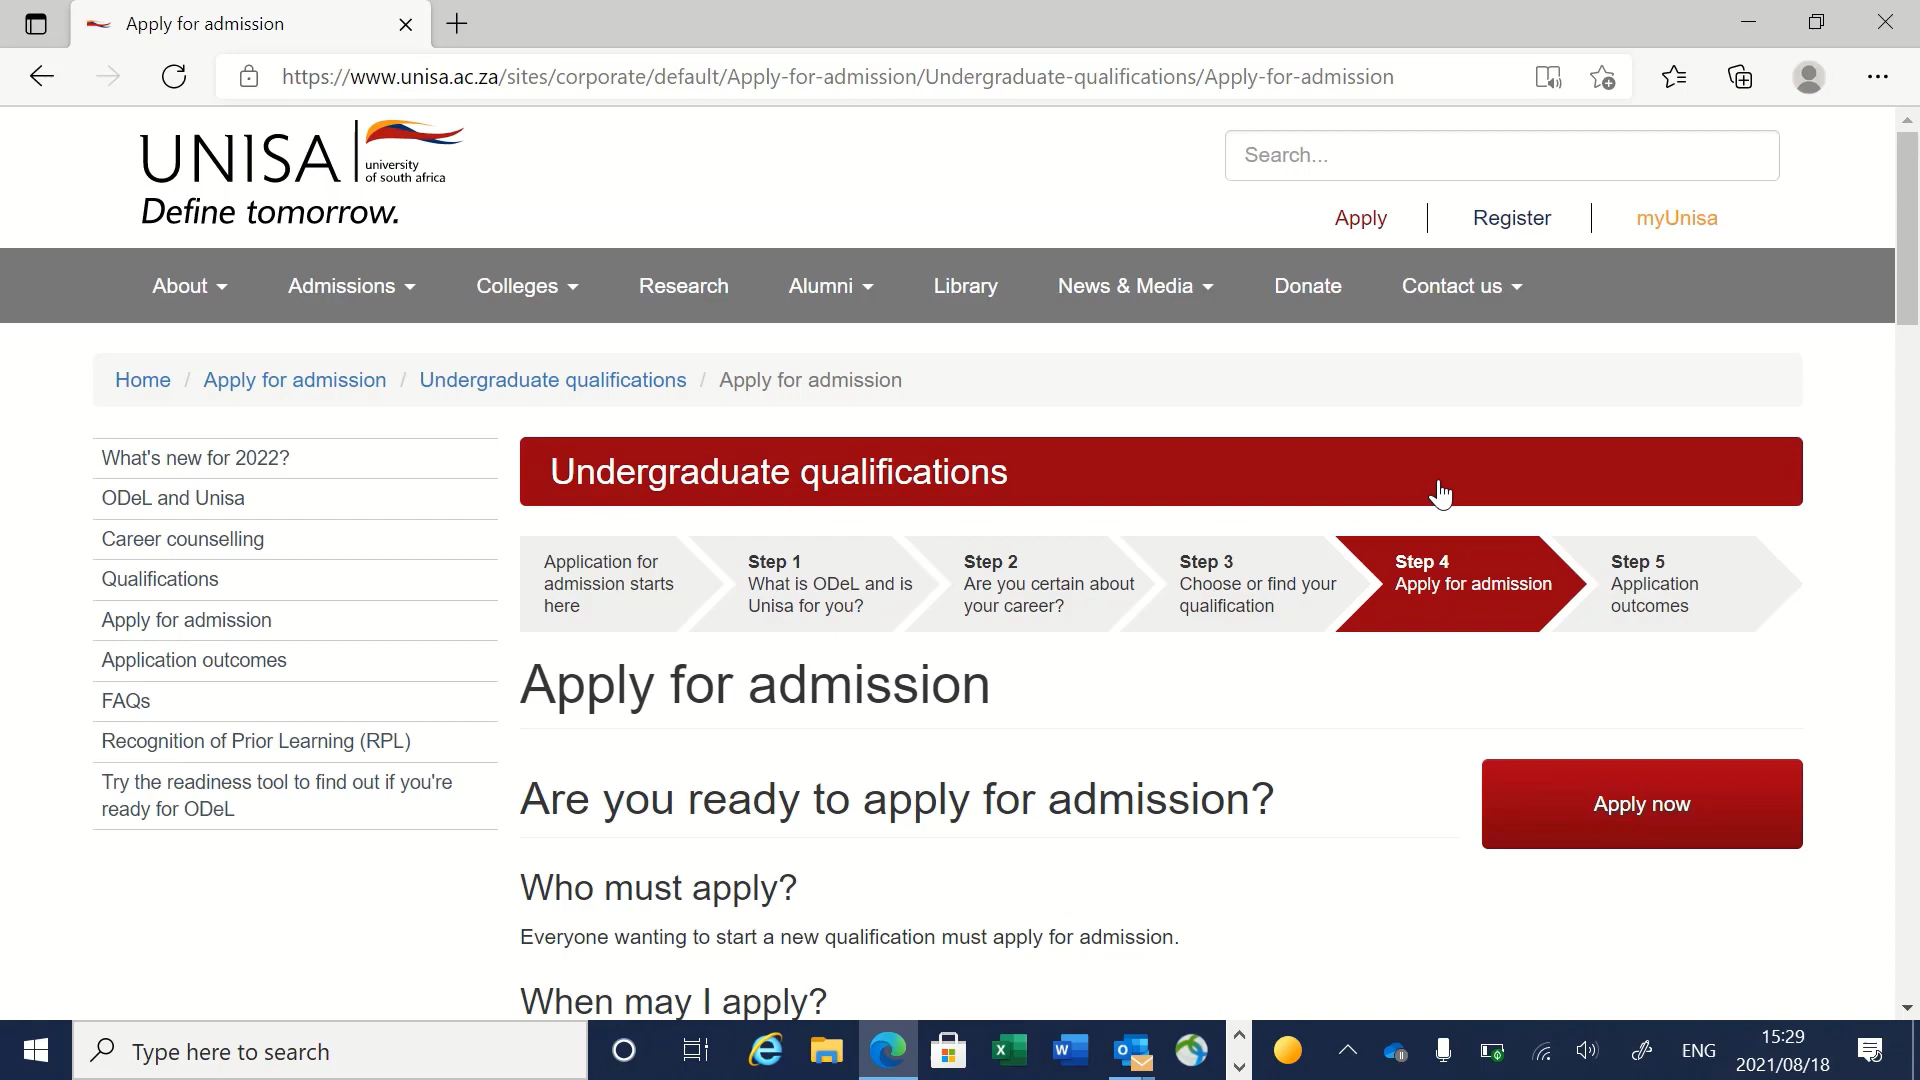 Apply for admission
https://www.unisa.ac.za/sites/corporate/default/Apply-for-admission/Undergraduate-qualifications/Apply-for-admission
UNISA
university
of south africa
Define tomorrow.
Search...
Apply
Register
myUnisa
About
Admissions
Colleges
Research
Alumni
Library
News & Media
Donate
Contact us
Home / Apply for admission / Undergraduate qualifications / Apply for admission
What's new for 2022?
ODeL and Unisa
Career counselling
Qualifications
Apply for admission
Application outcomes
FAQs
Recognition of Prior Learning (RPL)
Try the readiness tool to find out if you're
ready for ODeL
Undergraduate qualifications
Application for
admission starts
here
Step 1
What is ODeL and is
Unisa for you?
Step 2
Are you certain about
your career?
Step 3
Choose or find your
qualification
Step 4
Apply for admission
Step 5
Application
outcomes
Apply for admission
Are you ready to apply for admission?
Apply now
Who must apply?
Everyone wanting to start a new qualification must apply for admission.
When may I apply?
Type here to search
ENG
15:29
2021/08/18